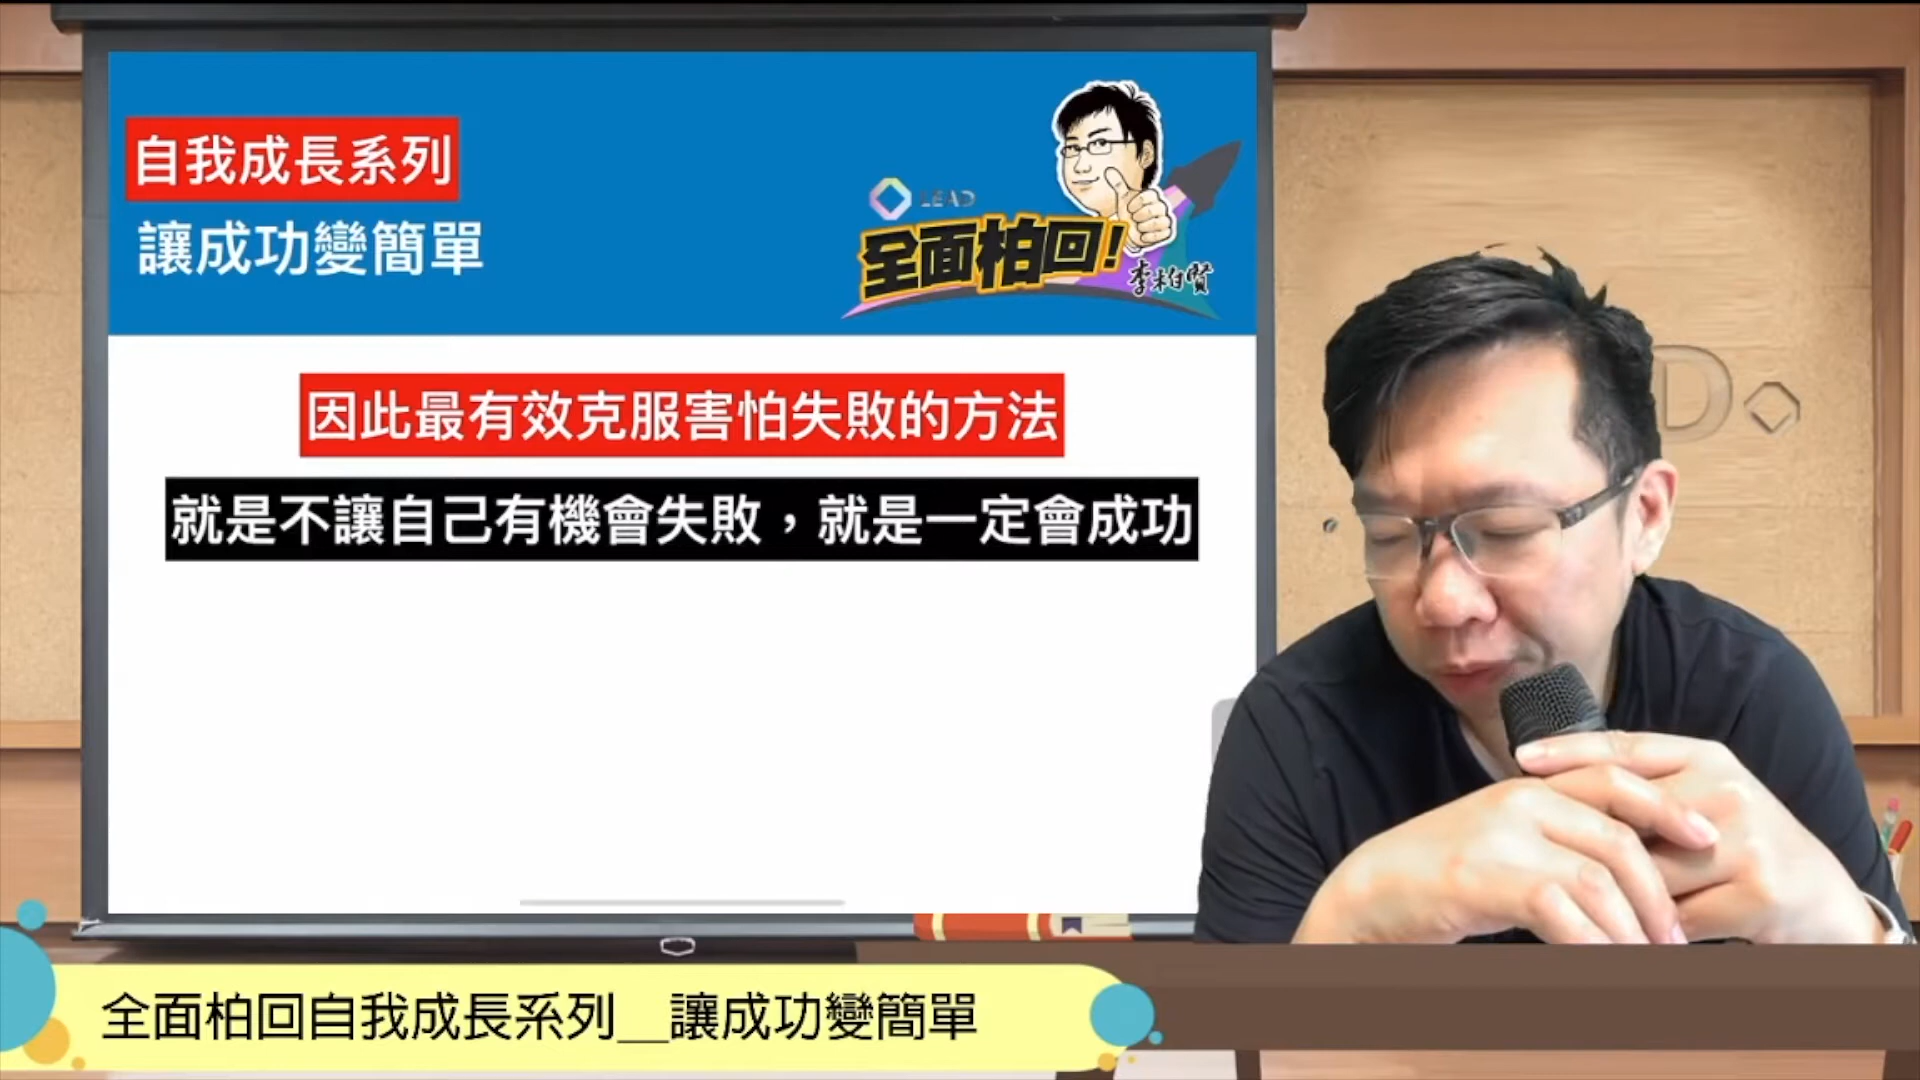 自我成長系列
讓成功變簡單
LEAD
全面柏回!
李柏賢
因此最有效克服害怕失敗的方法
就是不讓自己有機會失敗，就是一定會成功
D
全面柏回自我成長系列__讓成功變簡單